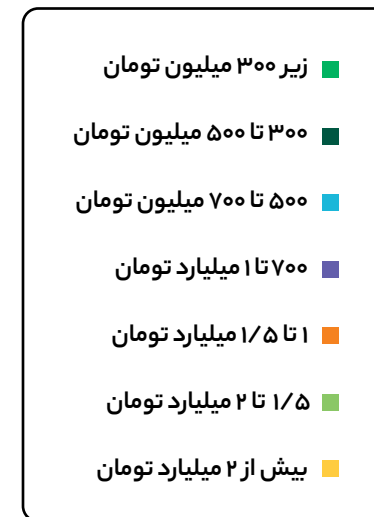 زیر ۳۰۰ میلیون تومان
۳۰۰ تا ۵۰۰ میلیون تومان
۵۰۰ تا ۷۰۰ میلیون تومان
۷۰۰ تا ۱ میلیارد تومان
۱ تا ۱/۵ میلیارد تومان
۱/۵ تا ۲ میلیارد تومان
بیش از ۲ میلیارد تومان